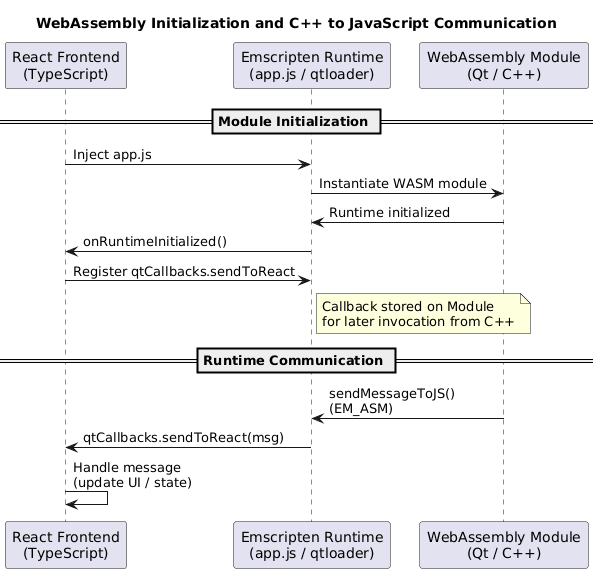 WebAssembly Initialization and C++ to JavaScript Communication
React Frontend
(TypeScript)
Emscripten Runtime
(app.js / qtloader)
WebAssembly Module
(Qt / C++)
Module Initialization
Inject app.js
Instantiate WASM module
Runtime initialized
onRuntimeInitialized()
Register qtCallbacks.sendToReact
Callback stored on Module
for later invocation from C++
Runtime Communication
sendMessageToJS()
(EM_ASM)
qtCallbacks.sendToReact(msg)
Handle message
(update UI / state)
React Frontend
(TypeScript)
Emscripten Runtime
(app.js / qtloader)
WebAssembly Module
(Qt / C++)